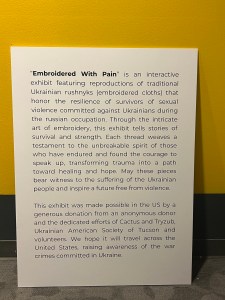 "Embroidered With Pain" is an interactive
exhibit featuring reproductions of traditional
Ukrainian rushnyks (embroidered cloths) that
honor the resilience of survivors of sexual
violence committed against Ukrainians during
the russian occupation. Through the intricate
art of embroidery, this exhibit tells stories of
survival and strength. Each thread weaves a
testament to the unbreakable spirit of those
who have endured and found the courage to
speak up, transforming trauma into a path
toward healing and hope. May these pieces
bear witness to the suffering of the Ukrainian
people and inspire a future free from violence.
This exhibit was made possible in the US by a
generous donation from an anonymous donor
and the dedicated efforts of Cactus and Tryzub,
Ukrainian American Society of Tucson and
volunteers. We hope it will travel across the
United States, raising awareness of the war
crimes committed in Ukraine.